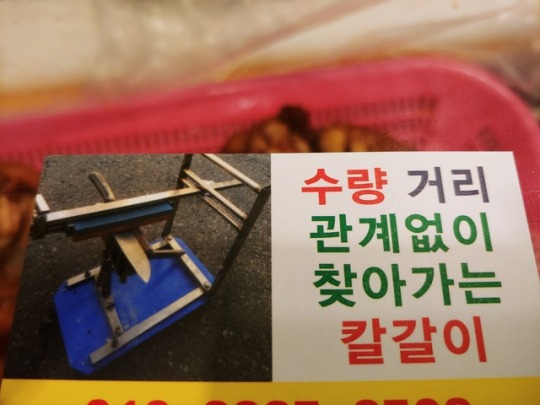 수량 거리
관계없이
찾아가는
칼갈이